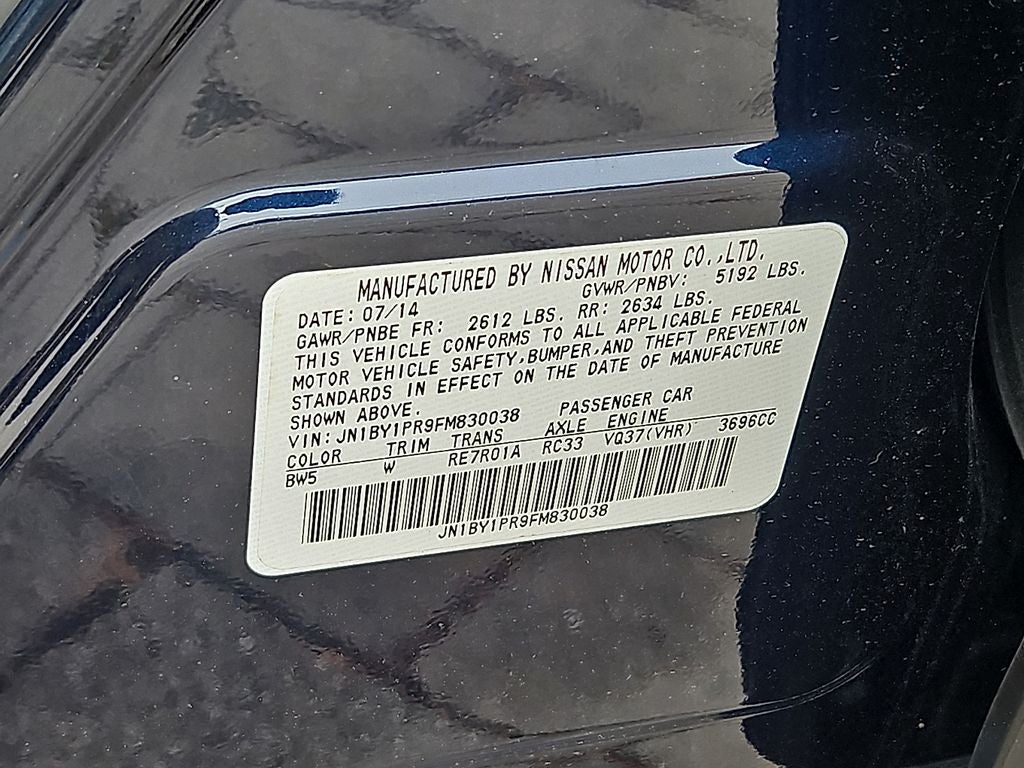 MANUFACTURED BY NISSAN MOTOR CO.,LTD.
DATE: 07/14 GVWR/PNBV: 5192 LBS.
GAWR/PNBE FR: 2612 LBS. RR: 2634 LBS.
THIS VEHICLE CONFORMS TO ALL APPLICABLE FEDERAL
MOTOR VEHICLE SAFETY,BUMPER,AND THEFT PREVENTION
STANDARDS IN EFFECT ON THE DATE OF MANUFACTURE
SHOWN ABOVE.
VIN: JN1BY1PR9FM830038 PASSENGER CAR
COLOR TRIM TRANS AXLE ENGINE
BW5 W RE7R01A RC33 VQ37(VHR) 3696CC
JN1BY1PR9FM830038